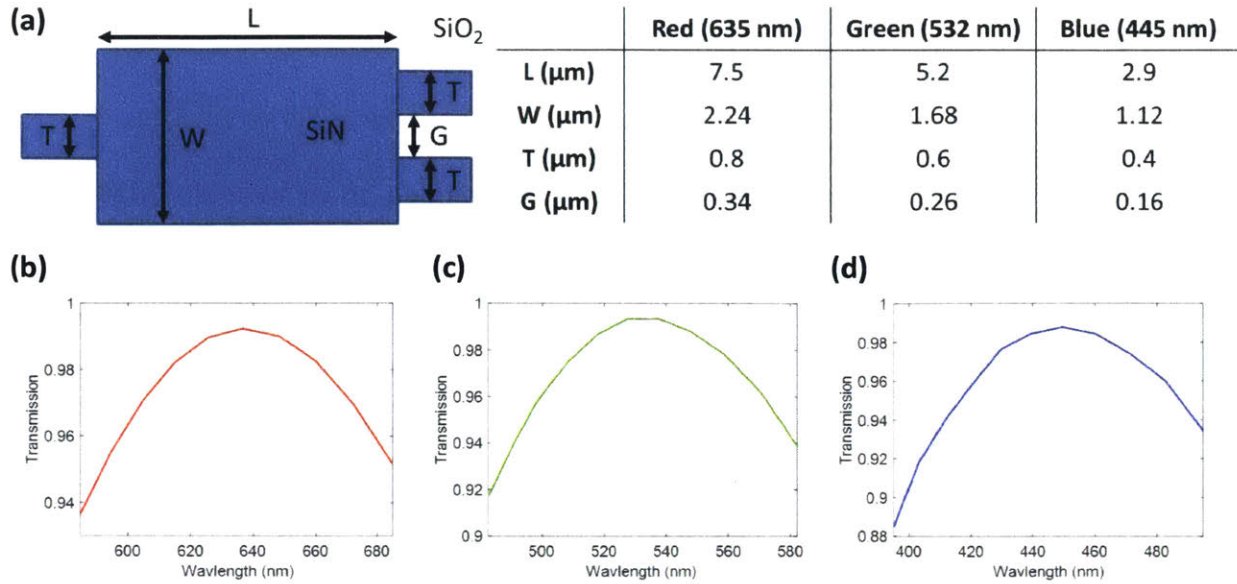 (a)
L
SiO₂
T
W
SiN
T
G
T
Red (635 nm) Green (532 nm) Blue (445 nm)
L (μm) 7.5 5.2 2.9
W (μm) 2.24 1.68 1.12
T (μm) 0.8 0.6 0.4
G (μm) 0.34 0.26 0.16
(b)
1
0.98
0.96
0.94
Transmission
600 620 640 660 680
Wavlength (nm)
(c)
1
0.98
0.96
0.94
0.92
0.9
Transmission
500 520 540 560 580
Wavlength (nm)
(d)
1
0.98
0.96
0.94
0.92
0.9
0.88
Transmission
400 420 440 460 480
Wavlength (nm)